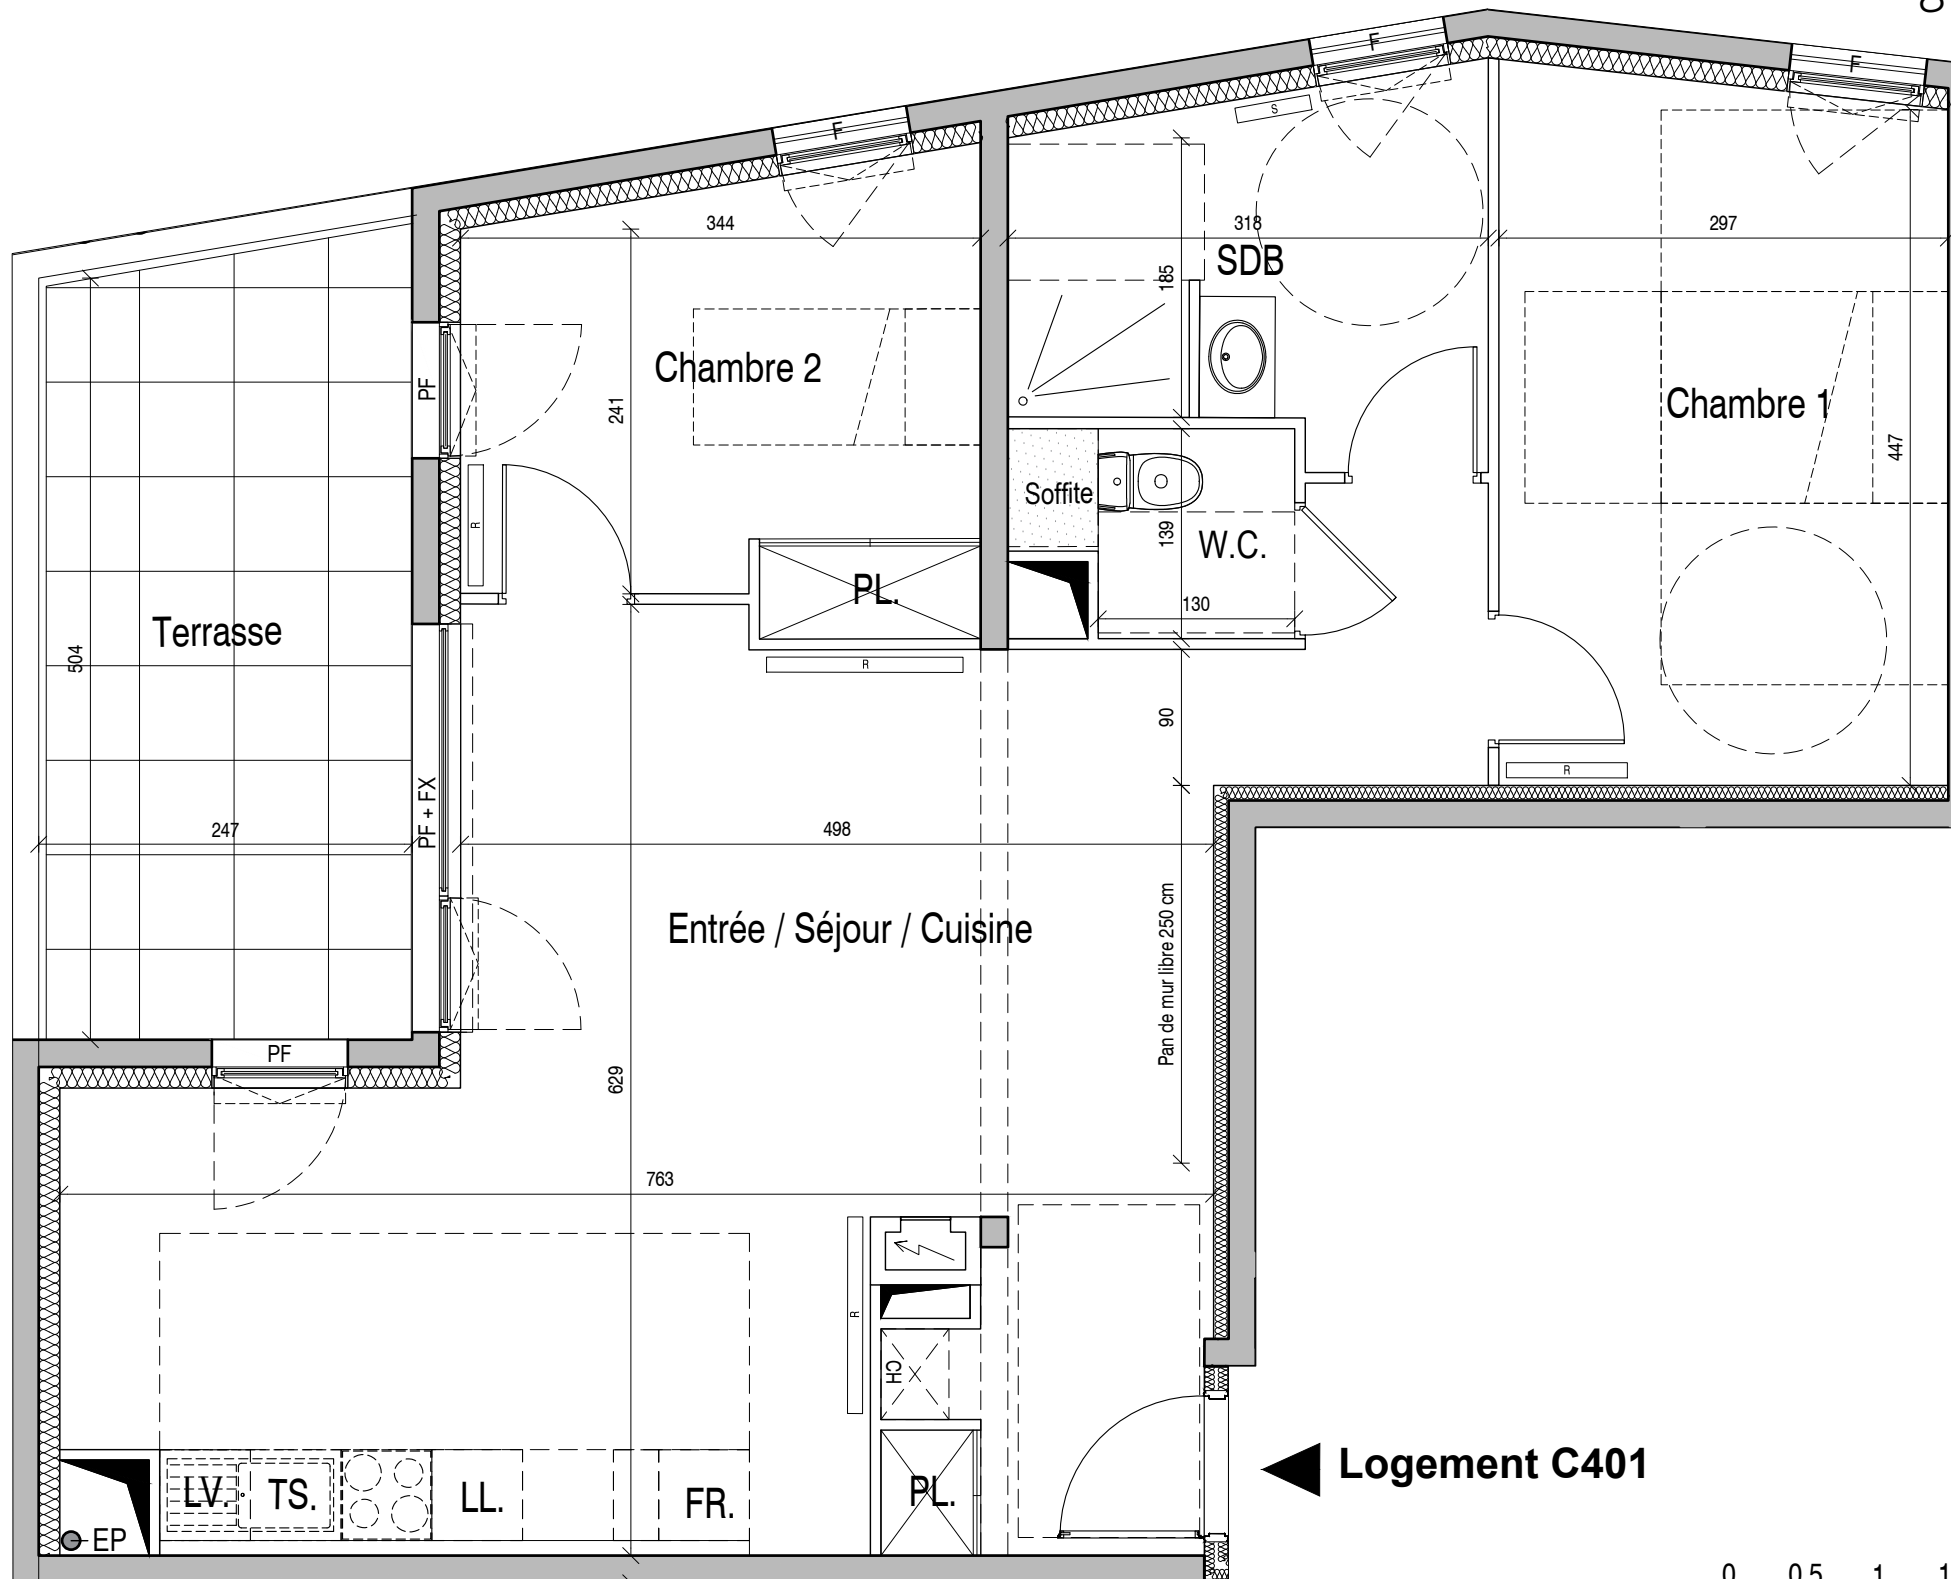 F
F
F
S
344
318
297
SDB
185
PF
Chambre 2
241
Chambre 1
447
Soffite
R
139
W.C.
PL.
130
Terrasse
504
R
90
R
PF + FX
247
498
Pan de mur libre 250 cm
Entrée / Séjour / Cuisine
PF
629
763
R
CH
Logement C401
LV.
TS.
LL.
FR.
PL.
EP
0 0.5 1 1